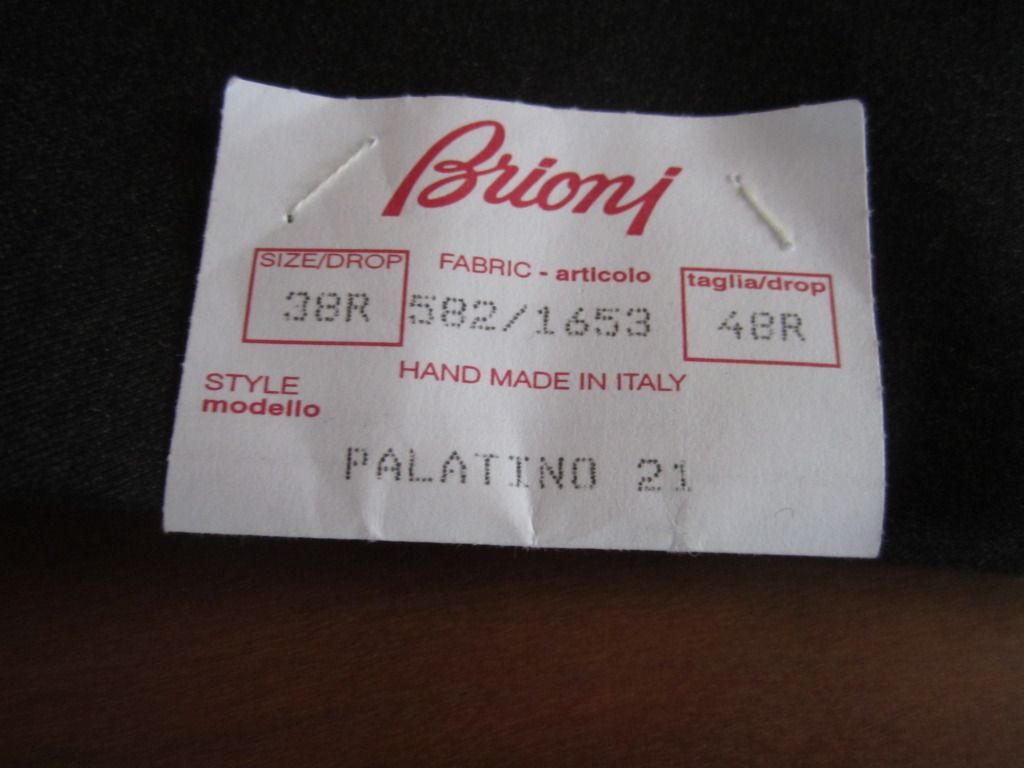 Brioni
SIZE/DROP
38R
FABRIC - articolo
582/1653
taglia/drop
48R
HAND MADE IN ITALY
STYLE
modello
PALATINO 21